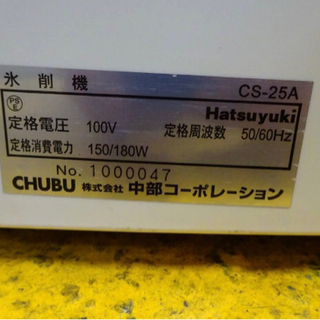 氷削機 CS-25A
PS E Hatsuyuki
定格電圧 100V 定格周波数 50/60Hz
定格消費電力 150/180W
No. 1000047
CHUBU 株式会社 中部コーポレーション